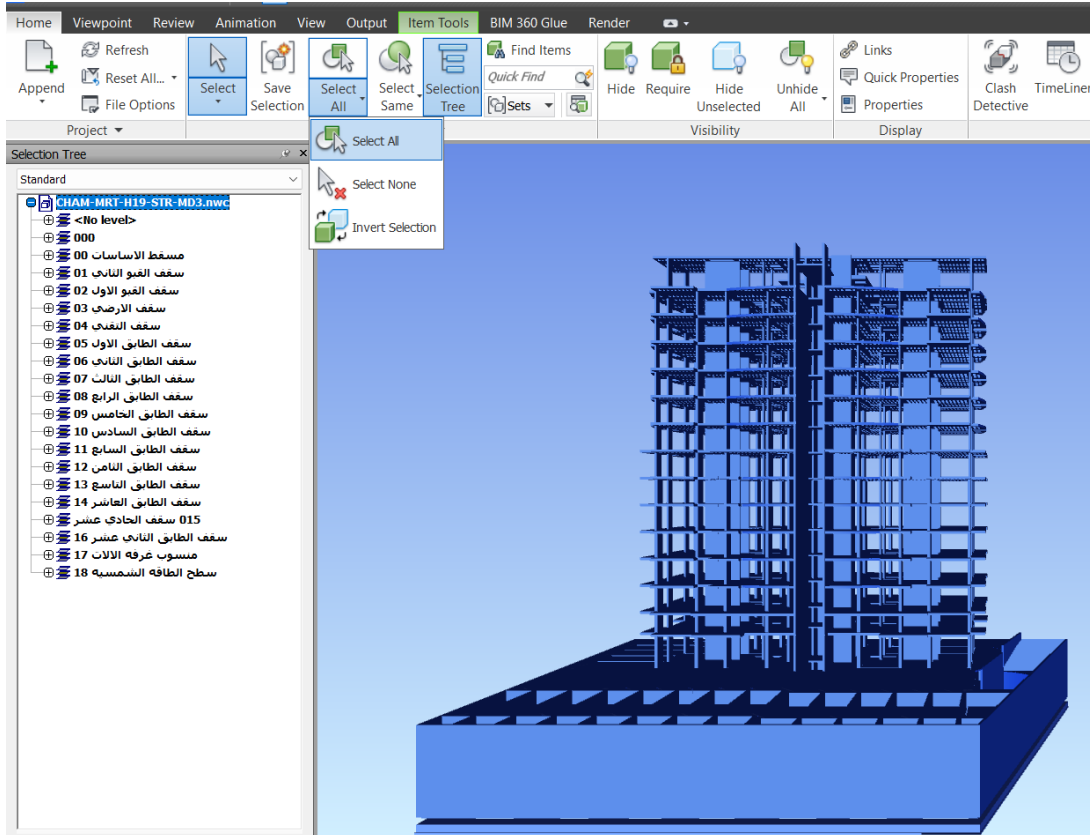 Home Viewpoint Review Animation View Output Item Tools BIM 360 Glue Render
Append
Refresh
Reset All...
File Options
Project
Select
Save Selection
Select All
Select Same
Selection Tree
Find Items
Quick Find
Sets
Hide
Require
Hide Unselected
Unhide All
Visibility
Links
Quick Properties
Properties
Display
Clash Detective
TimeLiner
Select All
Select None
Invert Selection
Selection Tree
Standard
CHAM-MRT-H19-STR-MD3.nwc
<No level>
000
00 مسقط الاساسات
01 سقف القبو الثاني
02 سقف القبو الاول
03 سقف الارضي
04 سقف التقني
05 سقف الطابق الاول
06 سقف الطابق الثاني
07 سقف الطابق الثالث
08 سقف الطابق الرابع
09 سقف الطابق الخامس
10 سقف الطابق السادس
11 سقف الطابق السابع
12 سقف الطابق الثامن
13 سقف الطابق التاسع
14 سقف الطابق العاشر
015 سقف الحادي عشر
16 سقف الطابق الثاني عشر
17 منسوب غرفه الالات
18 سطح الطاقه الشمسيه